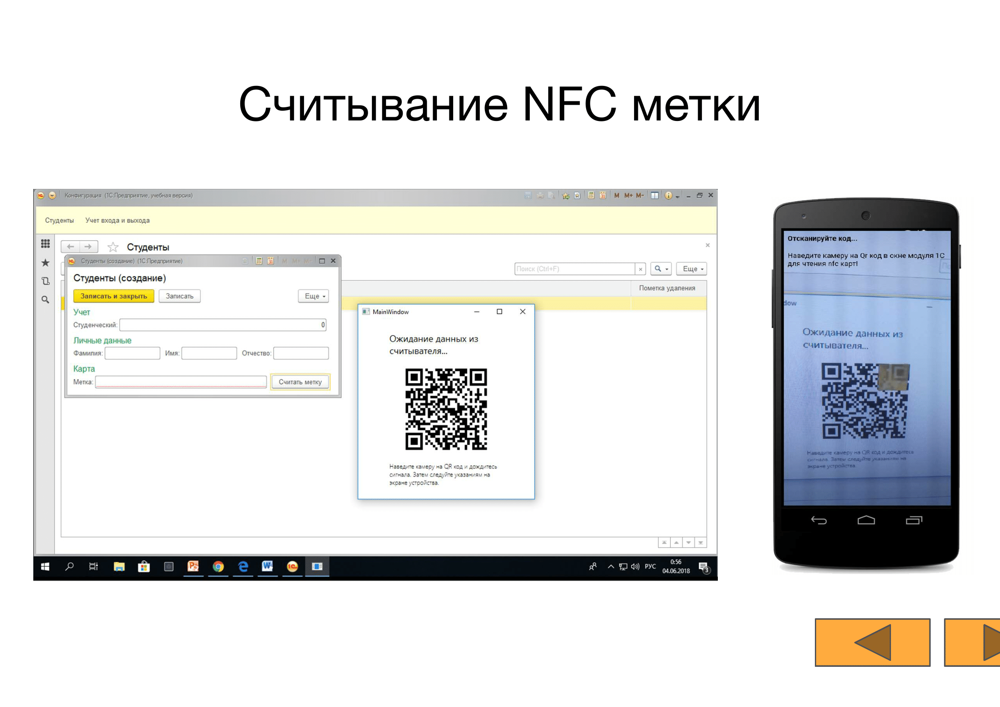 Считывание NFC метки
Конфигурация (1С:Предприятие, учебная версия)
M M+ M-
Студенты Учет входа и выхода
Студенты
Студенты (создание) (1С:Предприятие)
M M+ M-
Студенты (создание)
Записать и закрыть Записать Еще
Учет
Студенческий: 0
Личные данные
Фамилия: Имя: Отчество:
Карта
Метка: Считать метку
Поиск (Ctrl+F) × Еще
Пометка удаления
MainWindow
Ожидание данных из
считывателя...
Наведите камеру на QR код и дождитесь
сигнала. Затем следуйте указаниям на
экране устройства.
РУС
0:56
04.06.2018
3
Отсканируйте код...
Наведите камеру на Qr код в окне модуля 1С
для чтения nfc карт!
dow
Ожидание данных из
считывателя...
Наведите камеру на QR код и дождитесь
сигнала. Затем следуйте указаниям на
экране устройства.